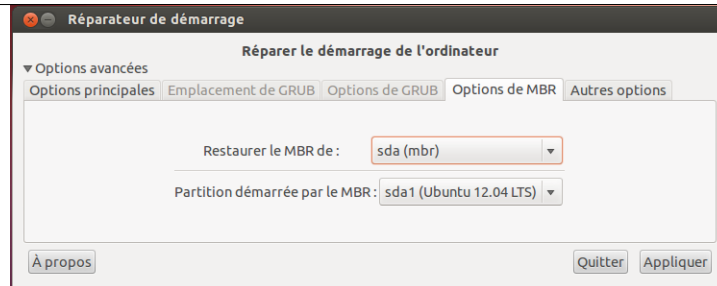 Réparateur de démarrage
Réparer le démarrage de l'ordinateur
Options avancées
Options principales Emplacement de GRUB Options de GRUB Options de MBR Autres options
Restaurer le MBR de : sda (mbr)
Partition démarrée par le MBR : sda1 (Ubuntu 12.04 LTS)
À propos Quitter Appliquer